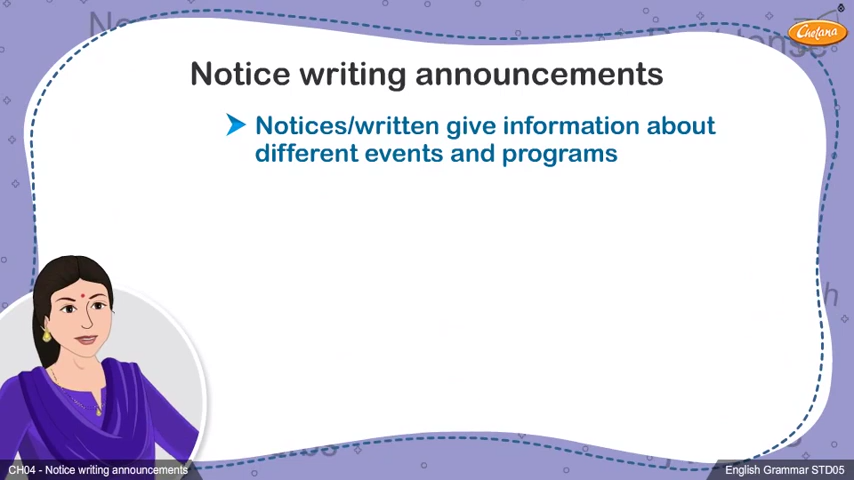 Chetana
Notice writing announcements
Notices/written give information about
different events and programs
CH04 - Notice writing announcements
English Grammar STD05